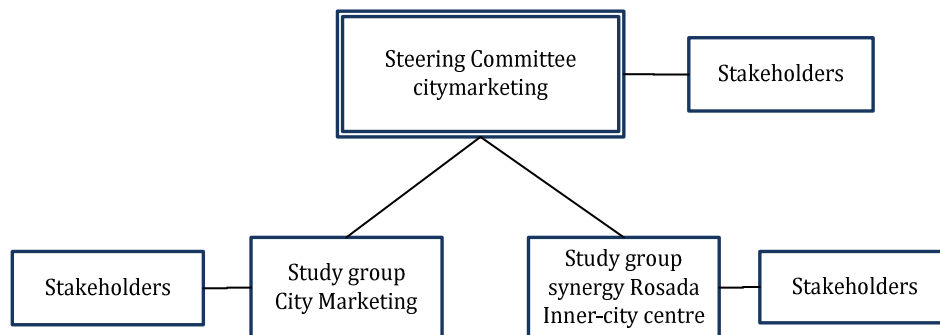 Steering Committee
citymarketing
Stakeholders
Stakeholders
Study group
City Marketing
Study group
synergy Rosada
Inner-city centre
Stakeholders